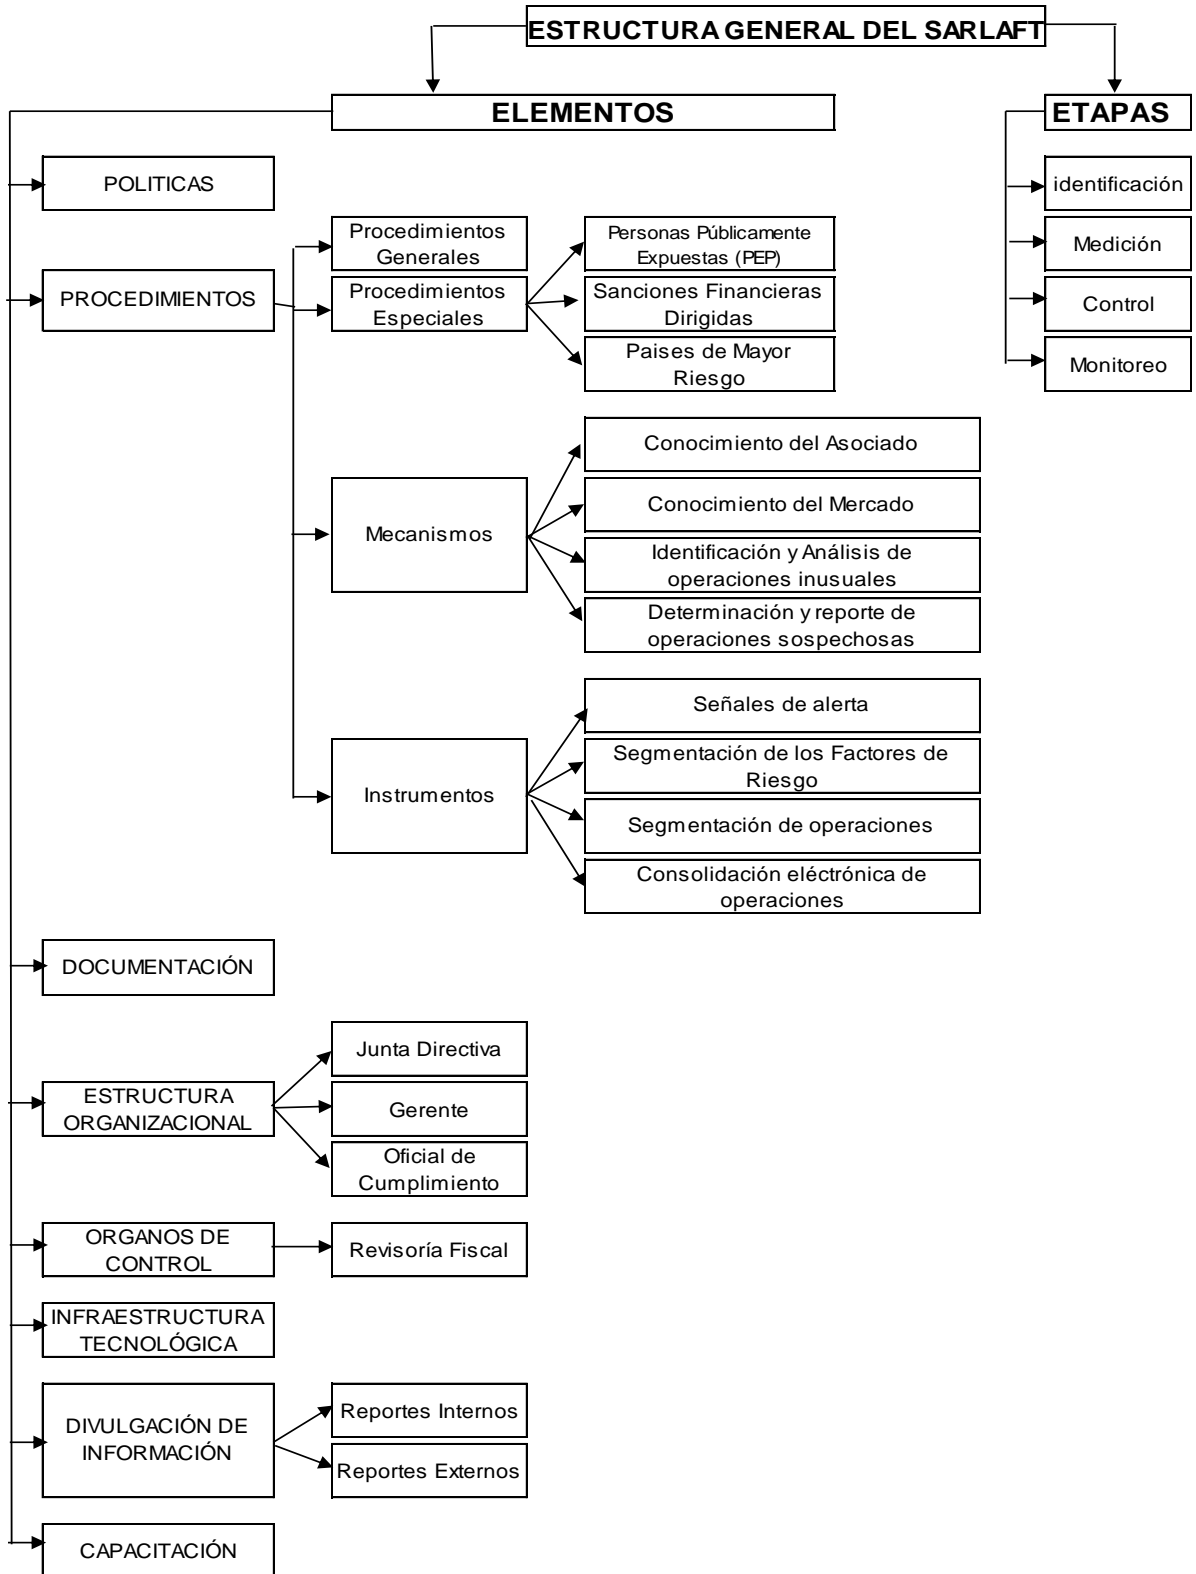 ESTRUCTURA GENERAL DEL SARLAFT
ELEMENTOS
ETAPAS
POLITICAS
identificación
Medición
Control
Monitoreo
PROCEDIMIENTOS
Procedimientos
Generales
Procedimientos
Especiales
Personas Públicamente
Expuestas (PEP)
Sanciones Financieras
Dirigidas
Paises de Mayor
Riesgo
Mecanismos
Conocimiento del Asociado
Conocimiento del Mercado
Identificación y Análisis de
operaciones inusuales
Determinación y reporte de
operaciones sospechosas
Instrumentos
Señales de alerta
Segmentación de los Factores de
Riesgo
Segmentación de operaciones
Consolidación eléctrónica de
operaciones
DOCUMENTACIÓN
ESTRUCTURA
ORGANIZACIONAL
Junta Directiva
Gerente
Oficial de
Cumplimiento
ORGANOS DE
CONTROL
Revisoría Fiscal
INFRAESTRUCTURA
TECNOLÓGICA
DIVULGACIÓN DE
INFORMACIÓN
Reportes Internos
Reportes Externos
CAPACITACIÓN